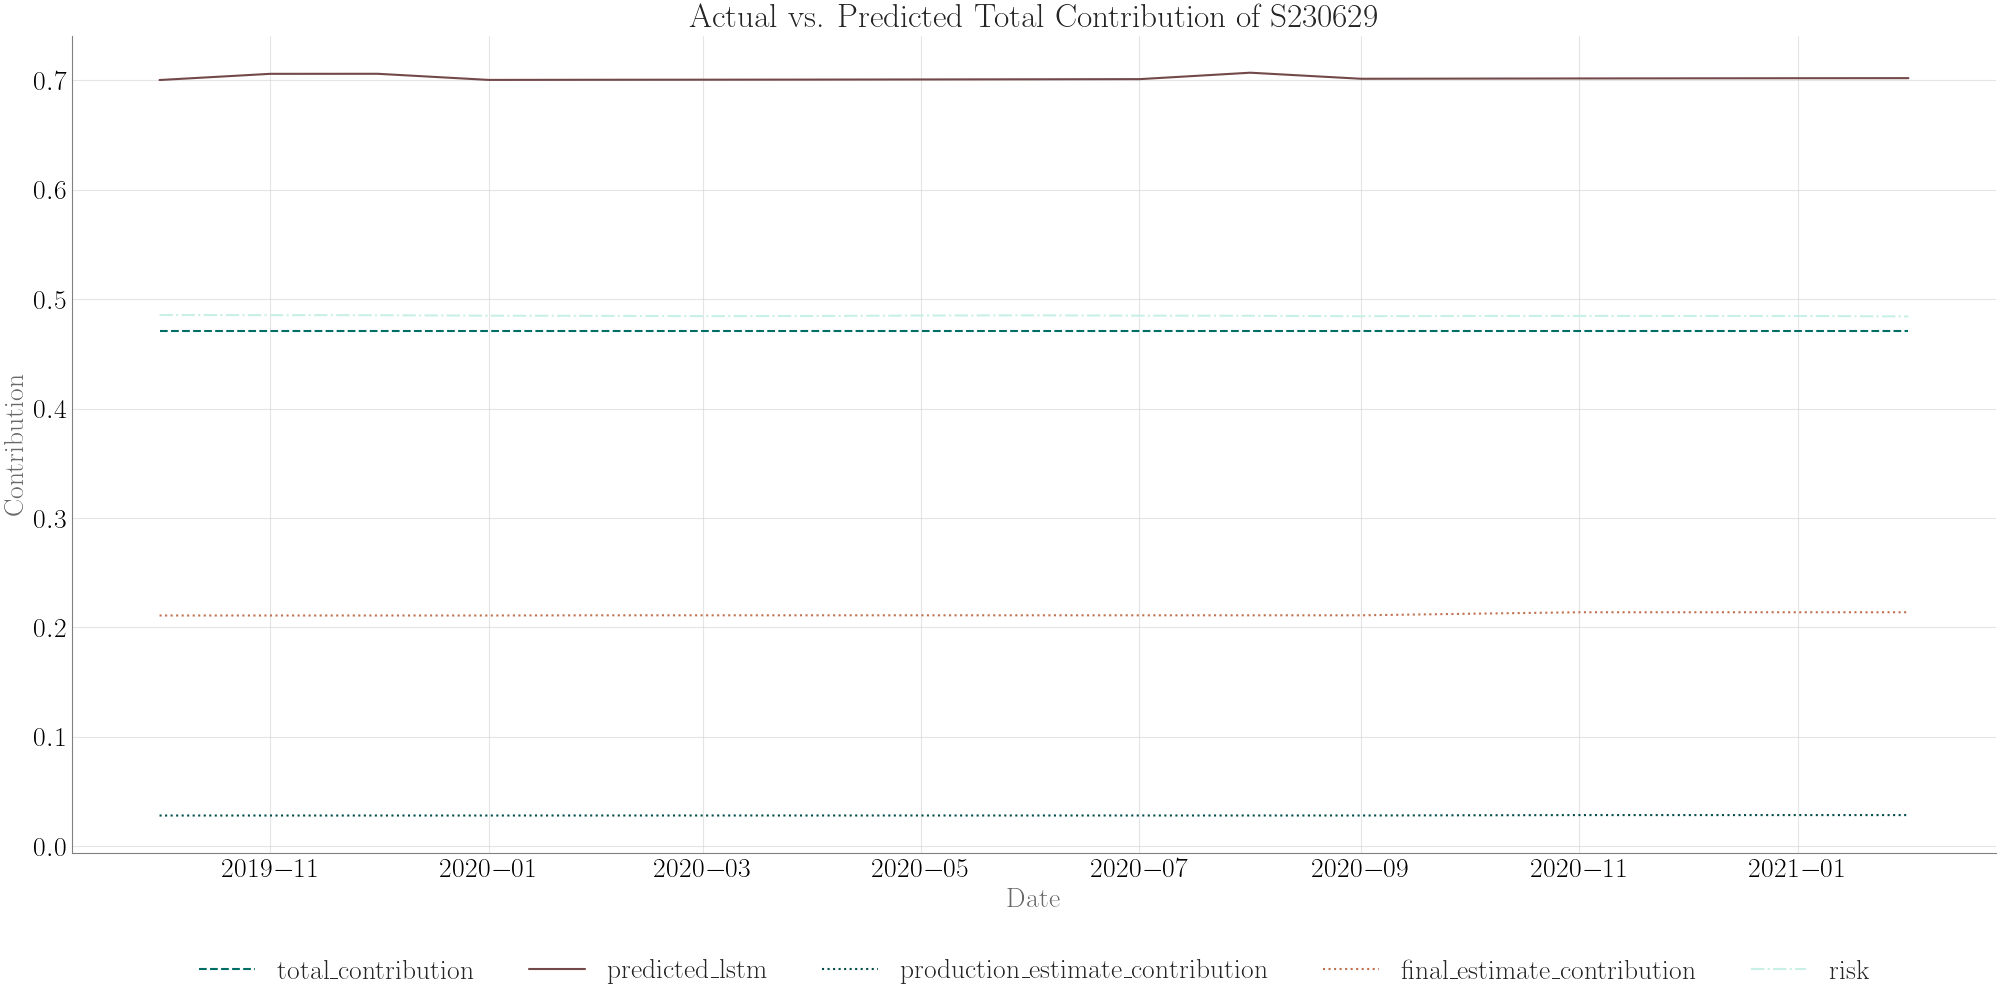 Actual vs. Predicted Total Contribution of S230629
Contribution
0.7
0.6
0.5
0.4
0.3
0.2
0.1
0.0
2019–11 2020–01 2020–03 2020–05 2020–07 2020–09 2020–11 2021–01
Date
total_contribution predicted_lstm production_estimate_contribution final_estimate_contribution risk